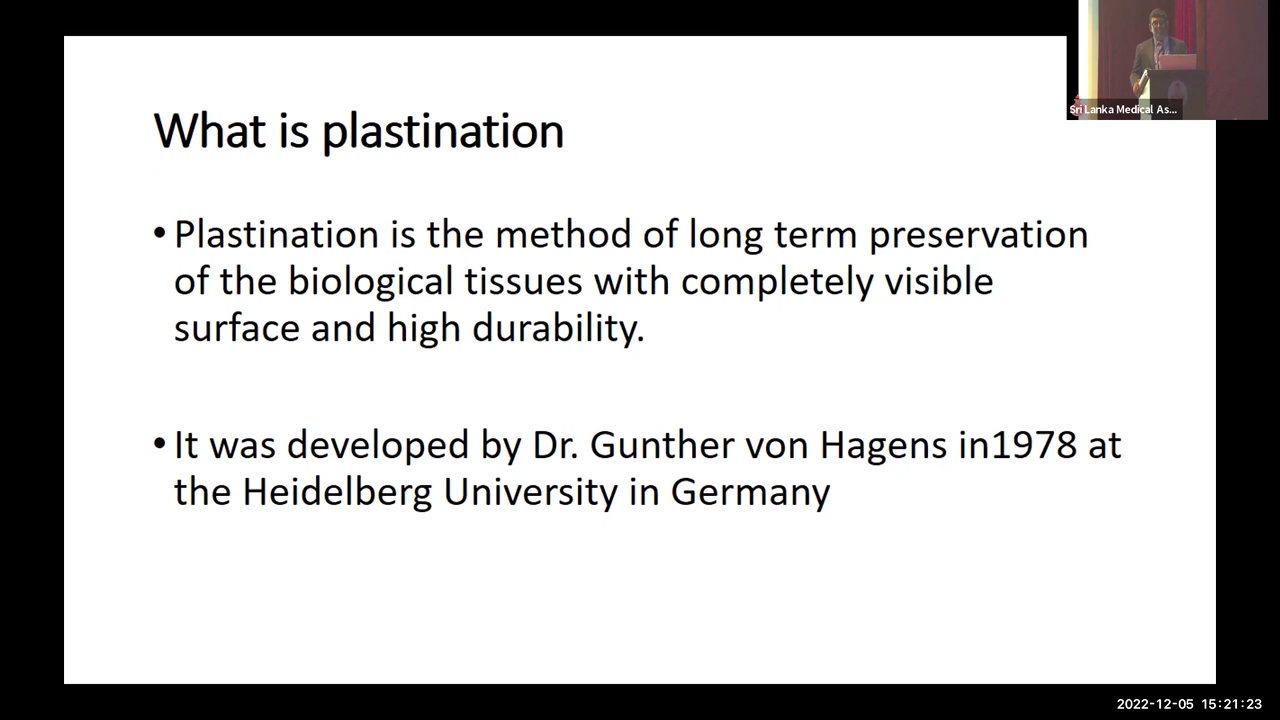 Sri Lanka Medical As...
What is plastination
• Plastination is the method of long term preservation
of the biological tissues with completely visible
surface and high durability.
• It was developed by Dr. Gunther von Hagens in1978 at
the Heidelberg University in Germany
2022-12-05 15:21:23